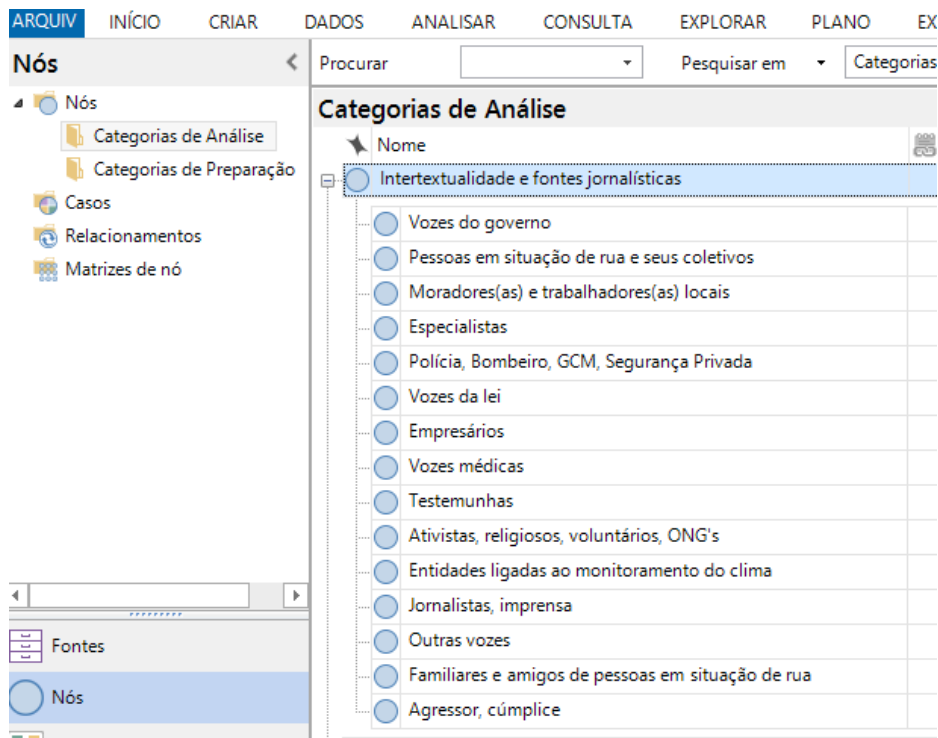 ARQUIV INÍCIO CRIAR DADOS ANALISAR CONSULTA EXPLORAR PLANO EX
Nós
Procurar Pesquisar em Categorias
Nós
Categorias de Análise
Categorias de Preparação
Casos
Relacionamentos
Matrizes de nó
Categorias de Análise
Nome
Intertextualidade e fontes jornalísticas
Vozes do governo
Pessoas em situação de rua e seus coletivos
Moradores(as) e trabalhadores(as) locais
Especialistas
Polícia, Bombeiro, GCM, Segurança Privada
Vozes da lei
Empresários
Vozes médicas
Testemunhas
Ativistas, religiosos, voluntários, ONG's
Entidades ligadas ao monitoramento do clima
Jornalistas, imprensa
Outras vozes
Familiares e amigos de pessoas em situação de rua
Agressor, cúmplice
Fontes
Nós